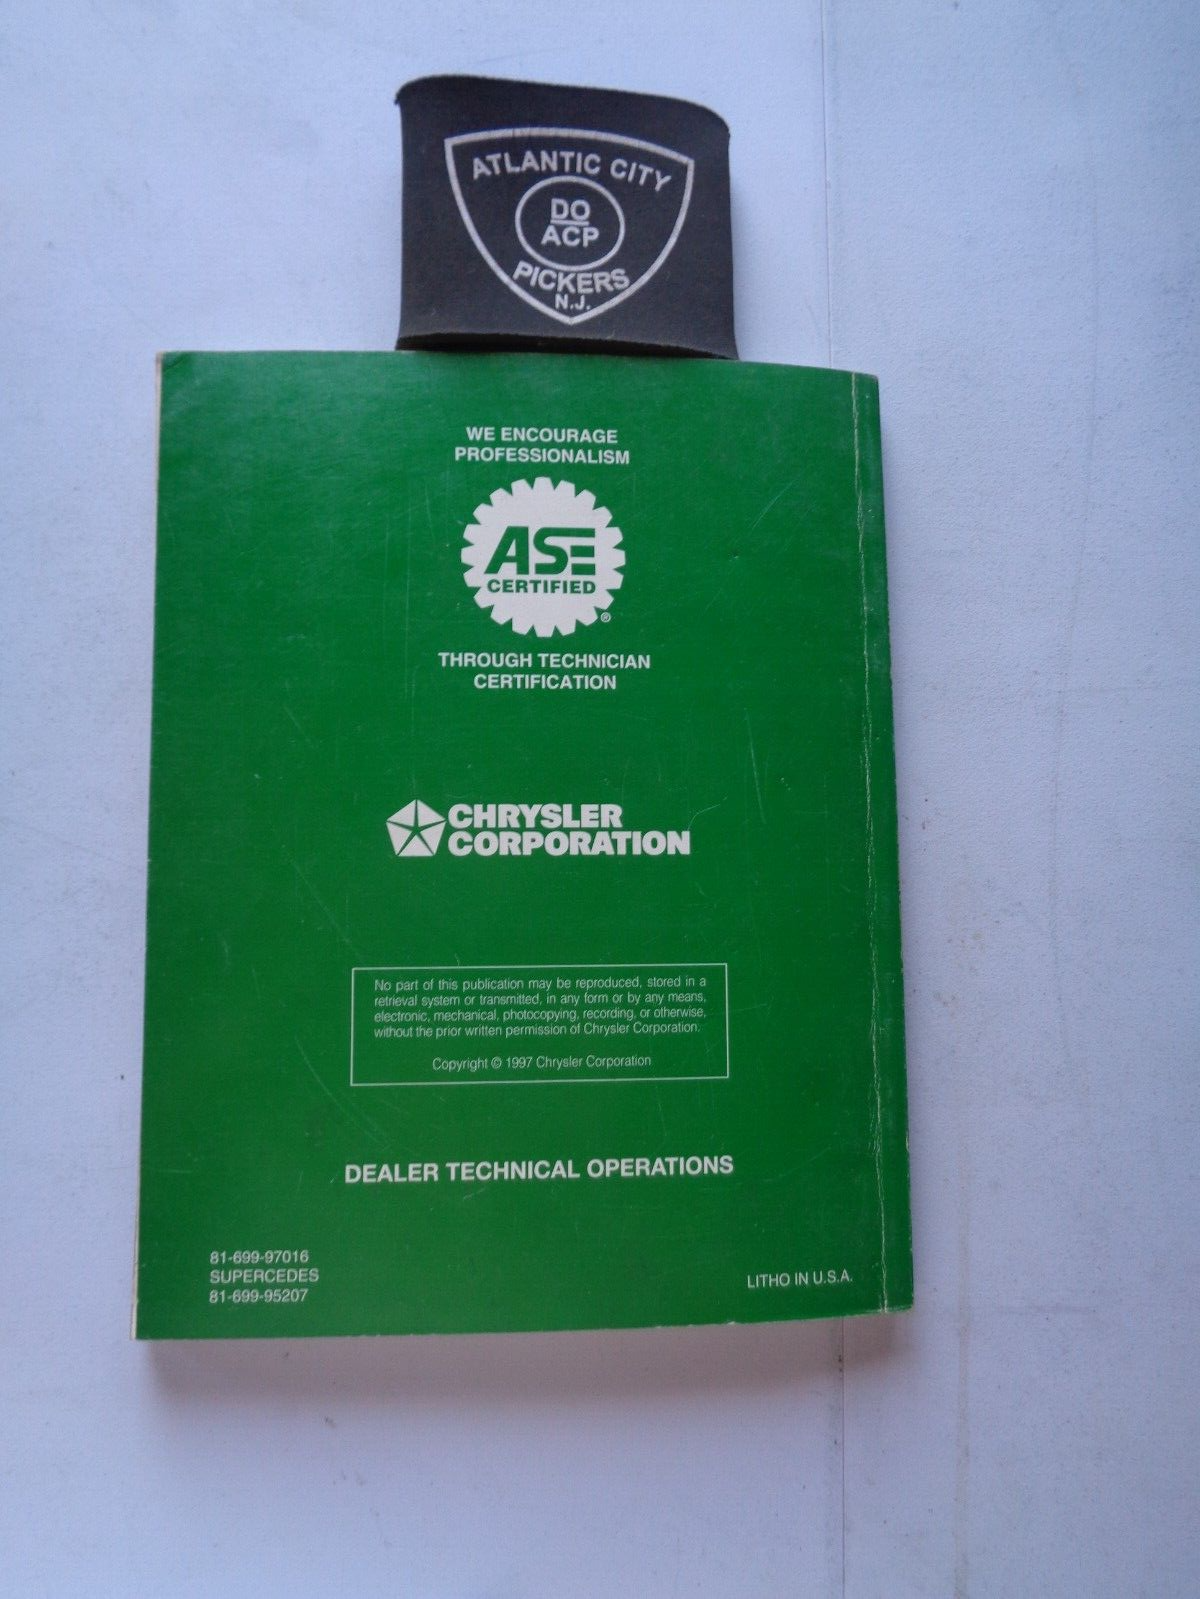 ATLANTIC CITY
DO
ACP
PICKERS
N.J.
WE ENCOURAGE
PROFESSIONALISM
ASE
CERTIFIED
®
THROUGH TECHNICIAN
CERTIFICATION
CHRYSLER
CORPORATION
No part of this publication may be reproduced, stored in a
retrieval system or transmitted, in any form or by any means,
electronic, mechanical, photocopying, recording, or otherwise,
without the prior written permission of Chrysler Corporation.
Copyright © 1997 Chrysler Corporation
DEALER TECHNICAL OPERATIONS
81-699-97016
SUPERCEDES
81-699-95207
LITHO IN U.S.A.